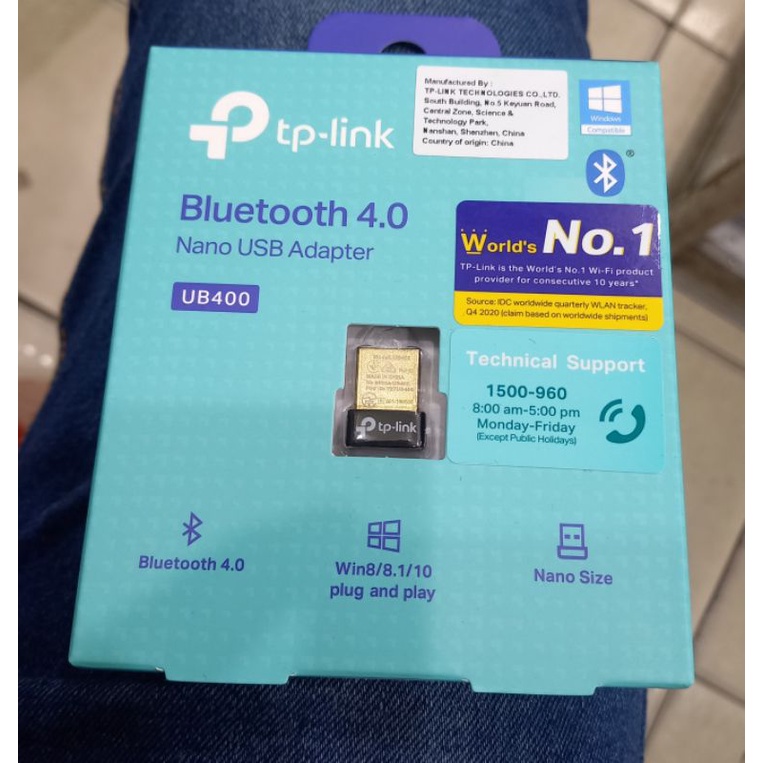 tp-link
Manufactured By :
TP-LINK TECHNOLOGIES CO.,LTD.
South Building, No.5 Keyuan Road,
Central Zone, Science &
Technology Park,
Nanshan, Shenzhen, China
Country of origin: China
Windows
Compatible
®
Bluetooth 4.0
Nano USB Adapter
UB400
World's No.1
TP-Link is the World's No.1 Wi-Fi product
provider for consecutive 10 years*
Source: IDC worldwide quarterly WLAN tracker,
Q4 2020 (claim based on worldwide shipments)
Technical Support
1500-960
8:00 am-5:00 pm
Monday-Friday
(Except Public Holidays)
tp-link
Bluetooth 4.0
Win8/8.1/10
plug and play
Nano Size